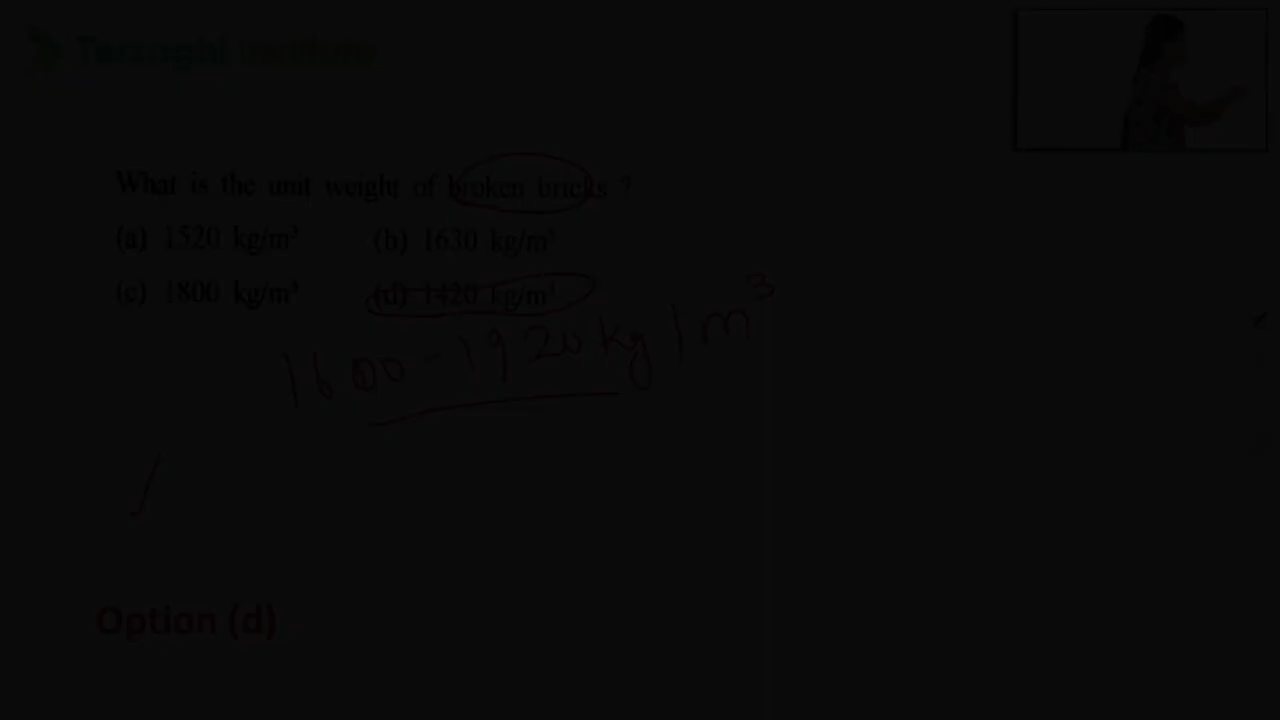 Taranghi
What is the unit weight of broken bricks ?
(a) 1520 kg/m³ (b) 1630 kg/m³
(c) 1800 kg/m³ (d) 1420 kg/m³
1600-1920 kg/m³
Option (d)